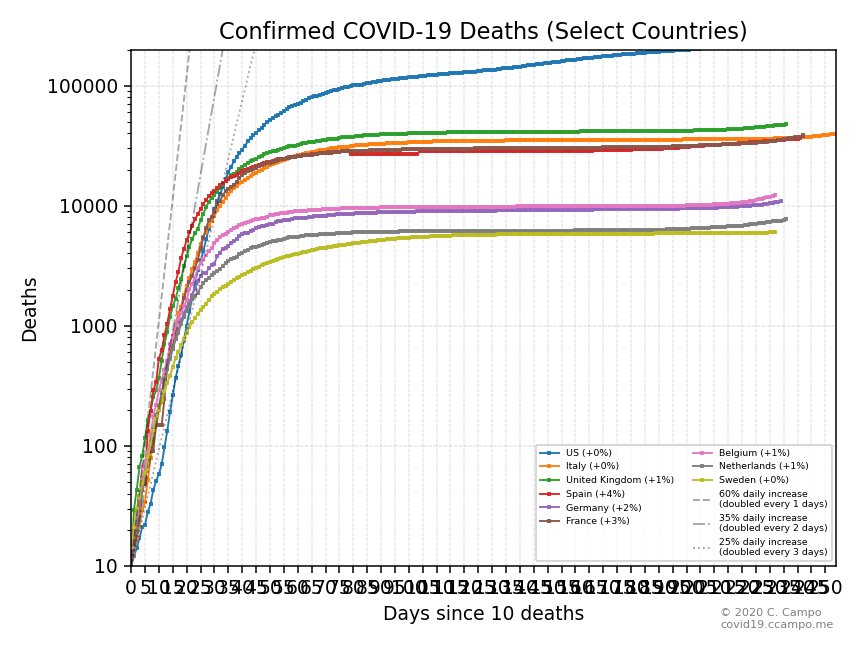 Confirmed COVID-19 Deaths (Select Countries)
100000
10000
1000
100
10
Deaths
US (+0%)
Italy (+0%)
United Kingdom (+1%)
Spain (+4%)
Germany (+2%)
France (+3%)
Belgium (+1%)
Netherlands (+1%)
Sweden (+0%)
60% daily increase
(doubled every 1 days)
35% daily increase
(doubled every 2 days)
25% daily increase
(doubled every 3 days)
0 5
Days since 10 deaths
© 2020 C. Campo
covid19.ccampo.me